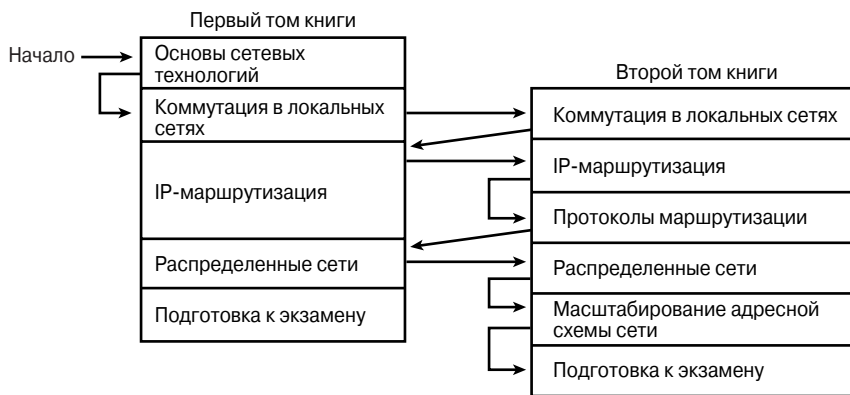 Первый том книги
Начало
Основы сетевых
технологий
Коммутация в локальных
сетях
IP-маршрутизация
Распределенные сети
Подготовка к экзамену
Второй том книги
Коммутация в локальных сетях
IP-маршрутизация
Протоколы маршрутизации
Распределенные сети
Масштабирование адресной
схемы сети
Подготовка к экзамену